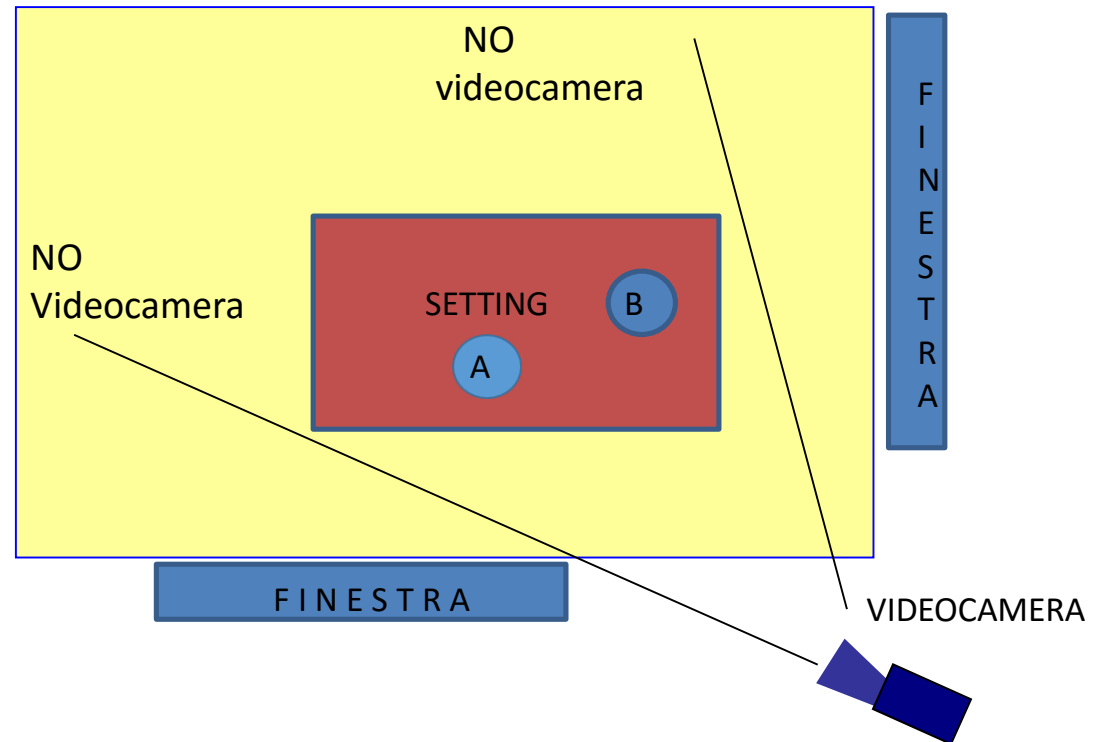 NO
videocamera
F
I
N
E
S
T
R
A
NO
Videocamera
SETTING
B
A
F I N E S T R A
VIDEOCAMERA